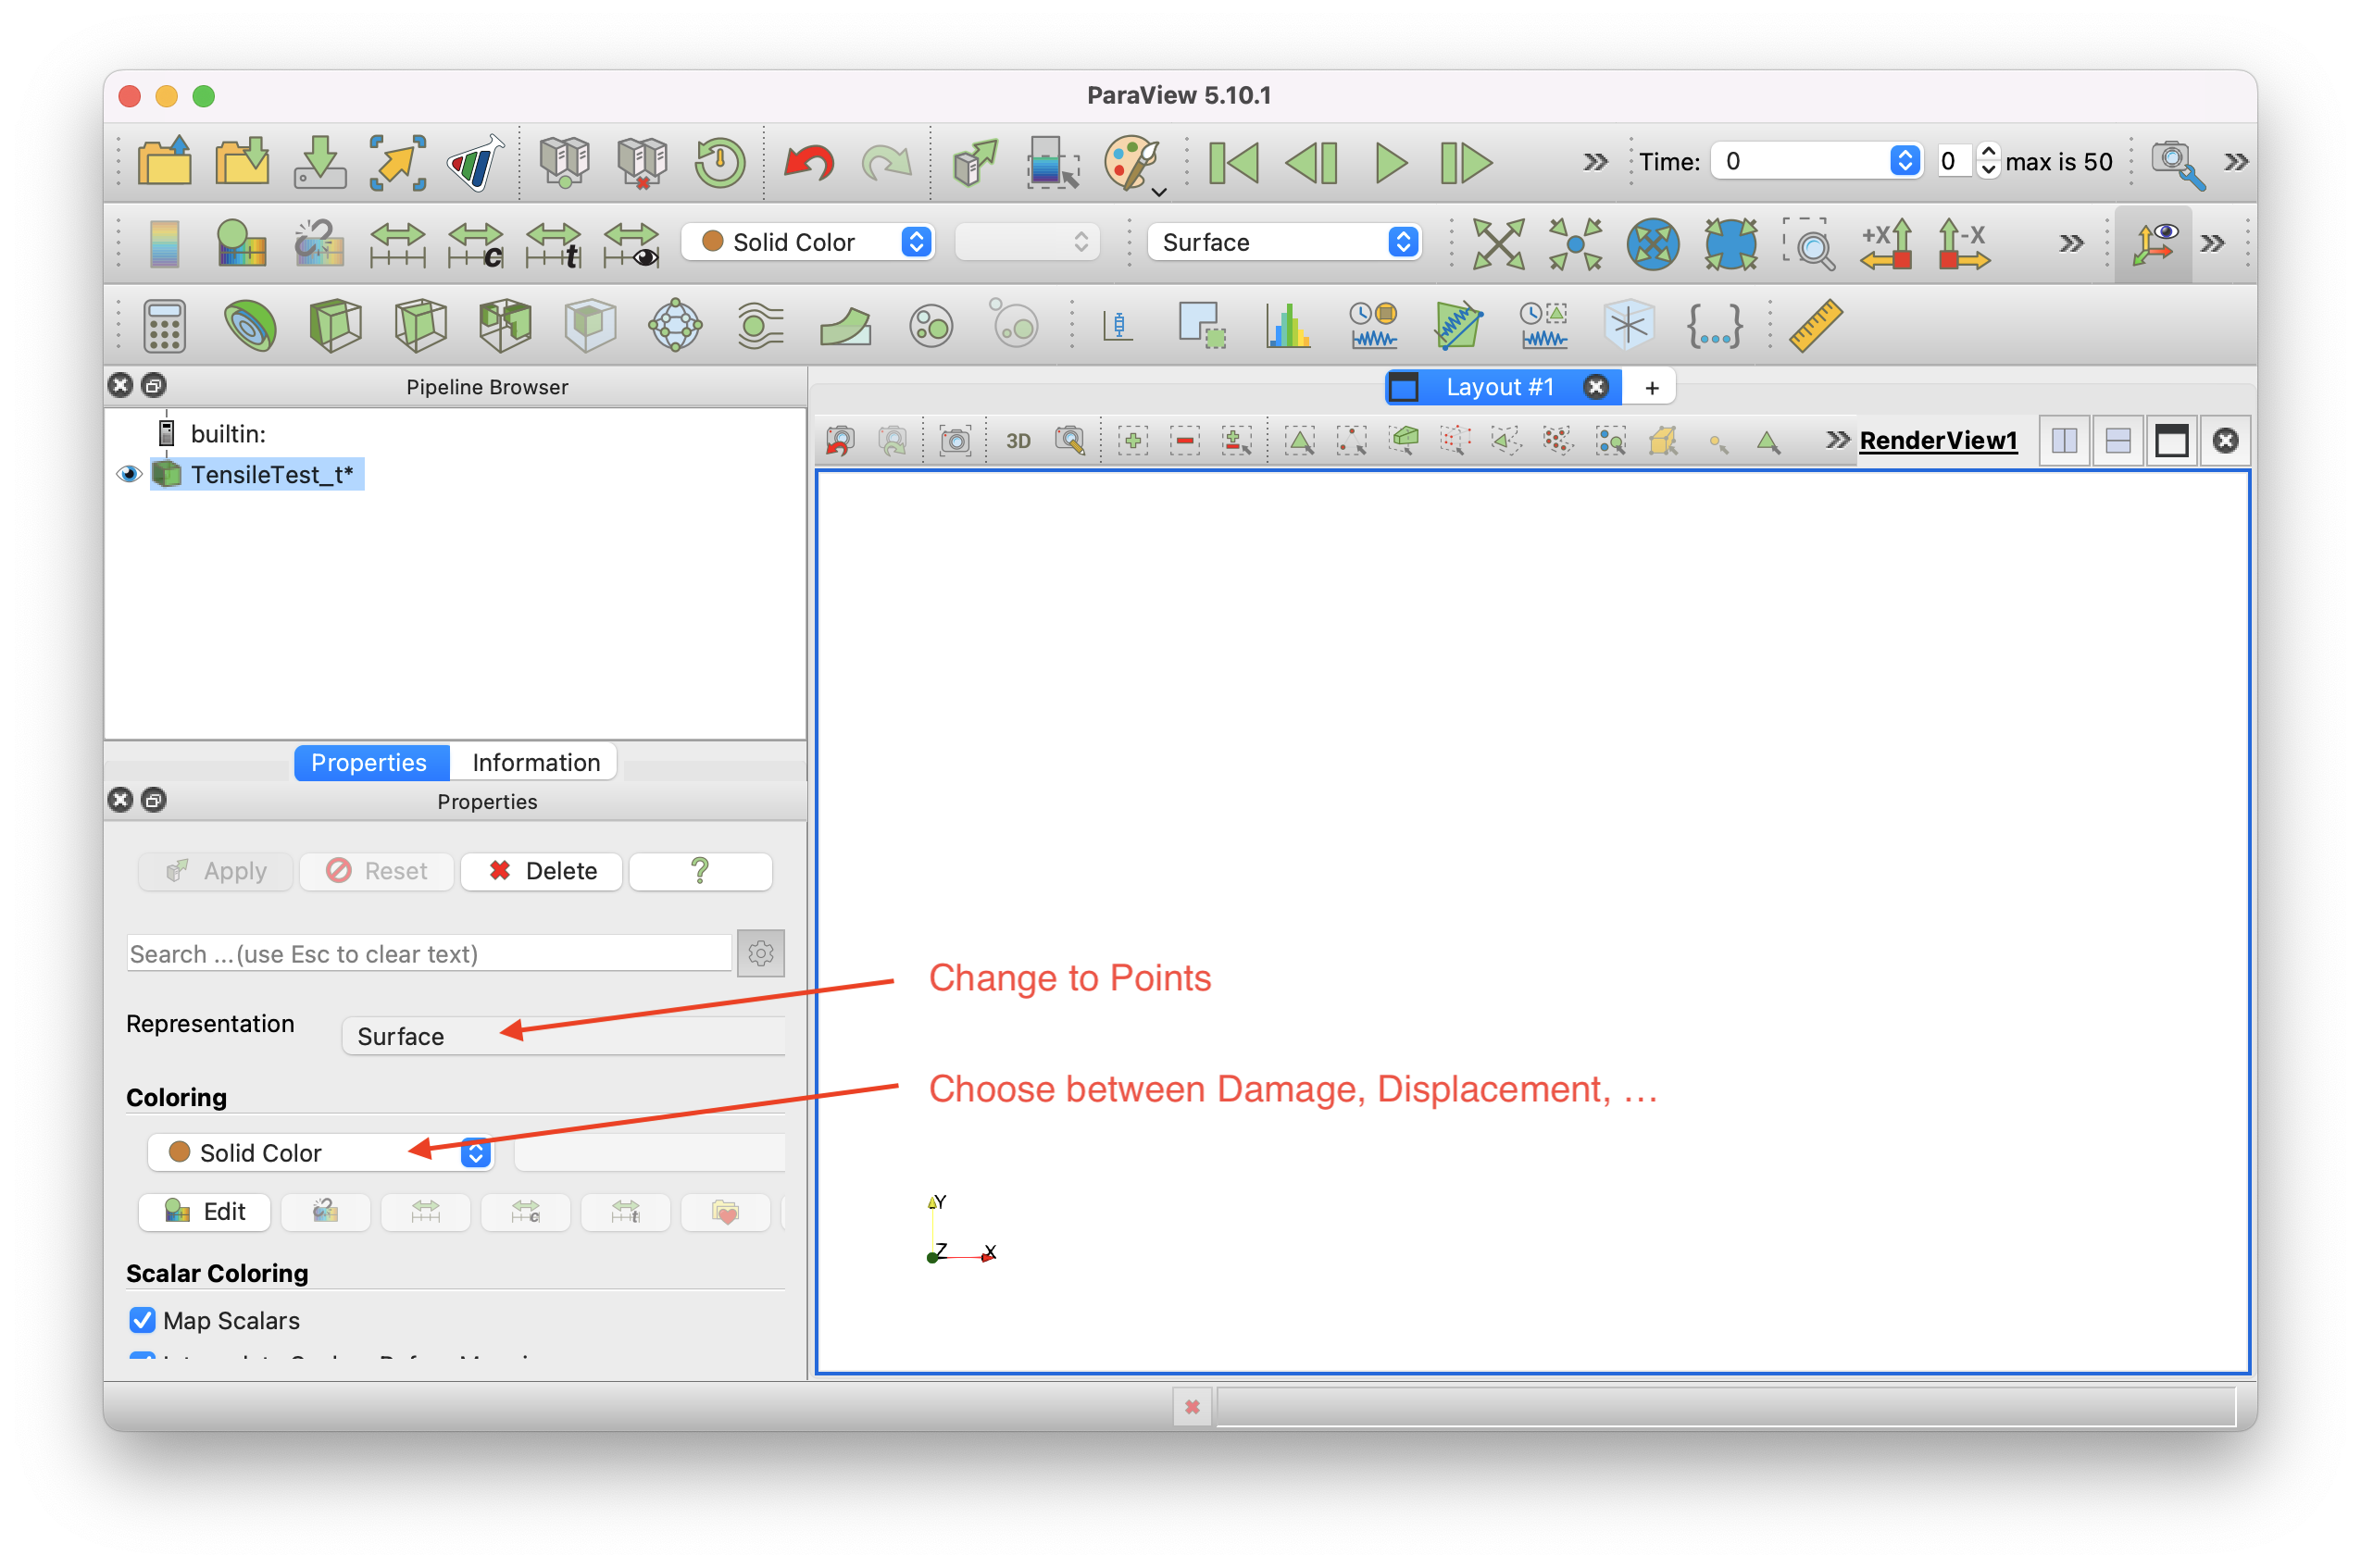 ParaView 5.10.1
Time: 0 0 max is 50
c t Solid Color Surface +X -X
{...}
Pipeline Browser
Layout #1 +
builtin:
3D RenderView1
TensileTest_t*
Properties Information
Properties
Apply Reset Delete ?
Search ...(use Esc to clear text)
Change to Points
Representation Surface
Choose between Damage, Displacement, ...
Coloring
Solid Color
Edit c t
Y
Z X
Scalar Coloring
Map Scalars